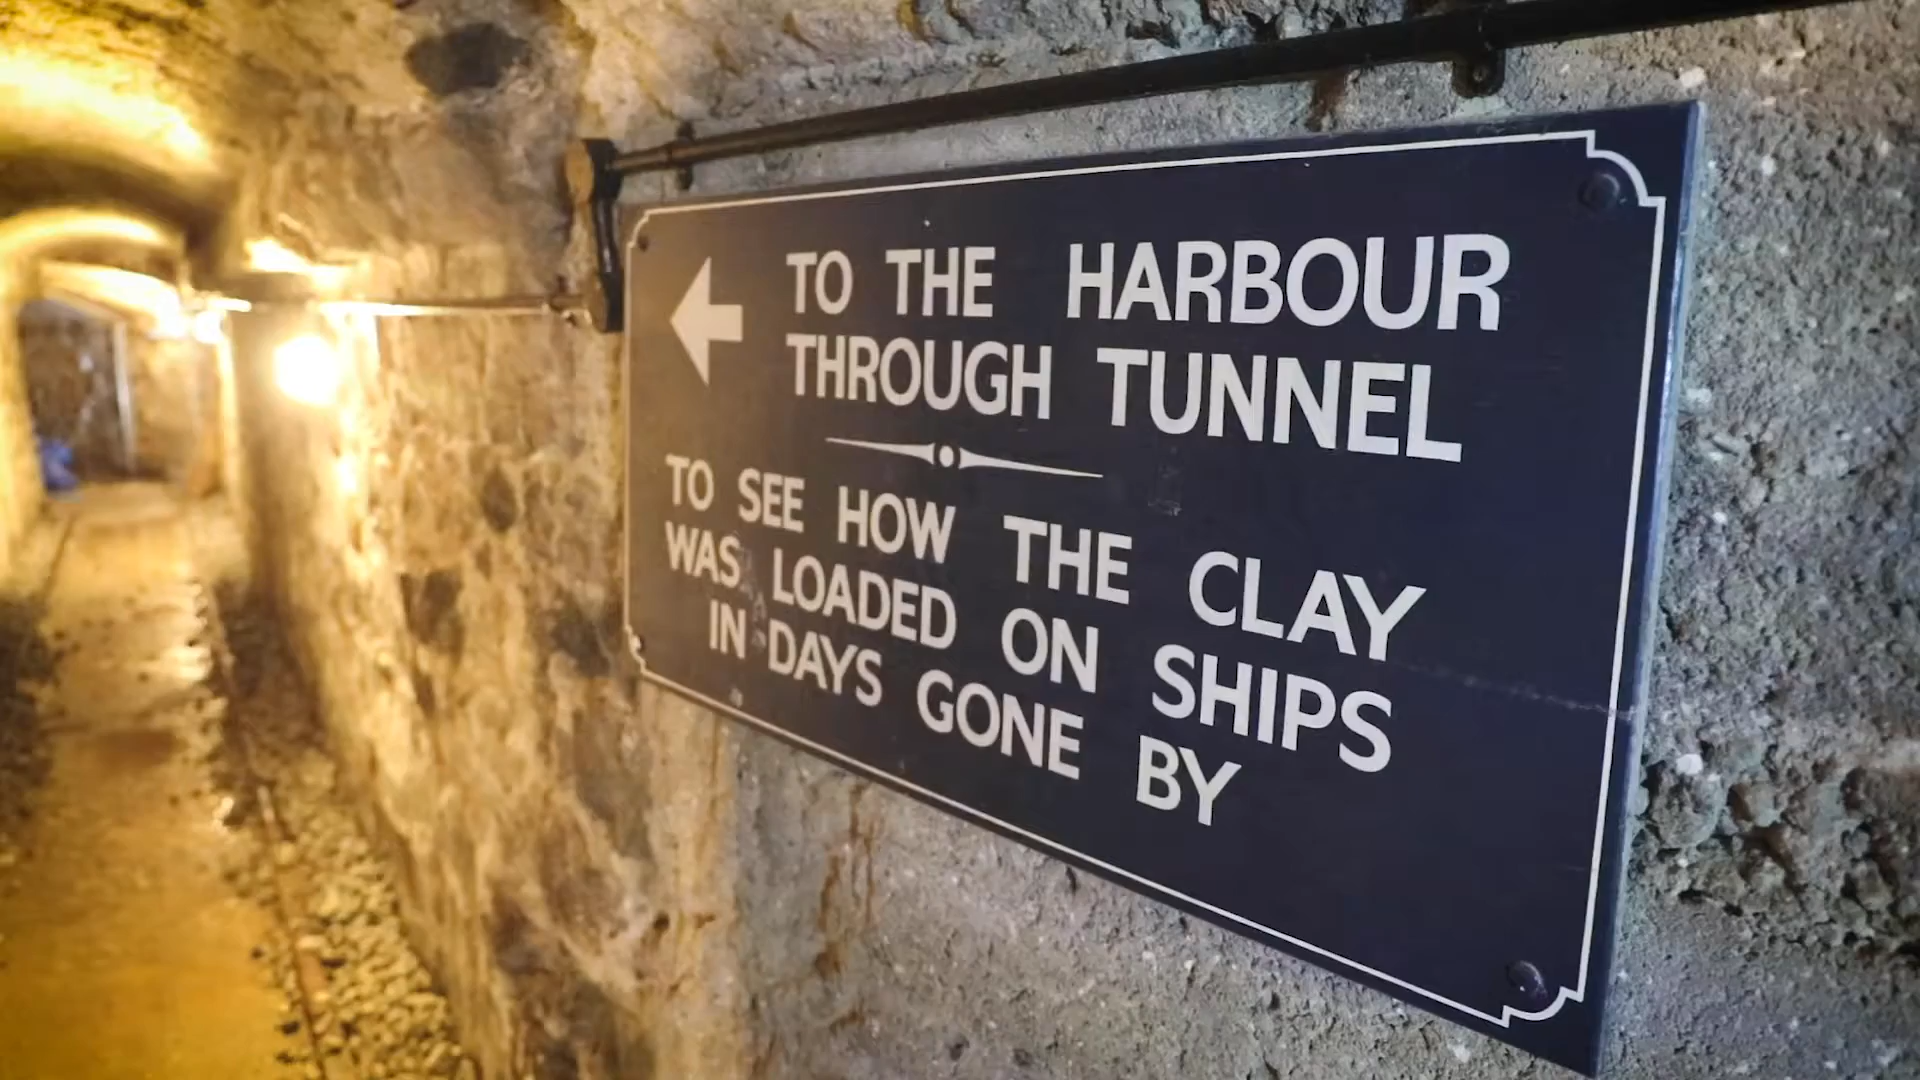 TO THE HARBOUR
THROUGH TUNNEL
TO SEE HOW THE CLAY
WAS LOADED ON SHIPS
IN DAYS GONE BY